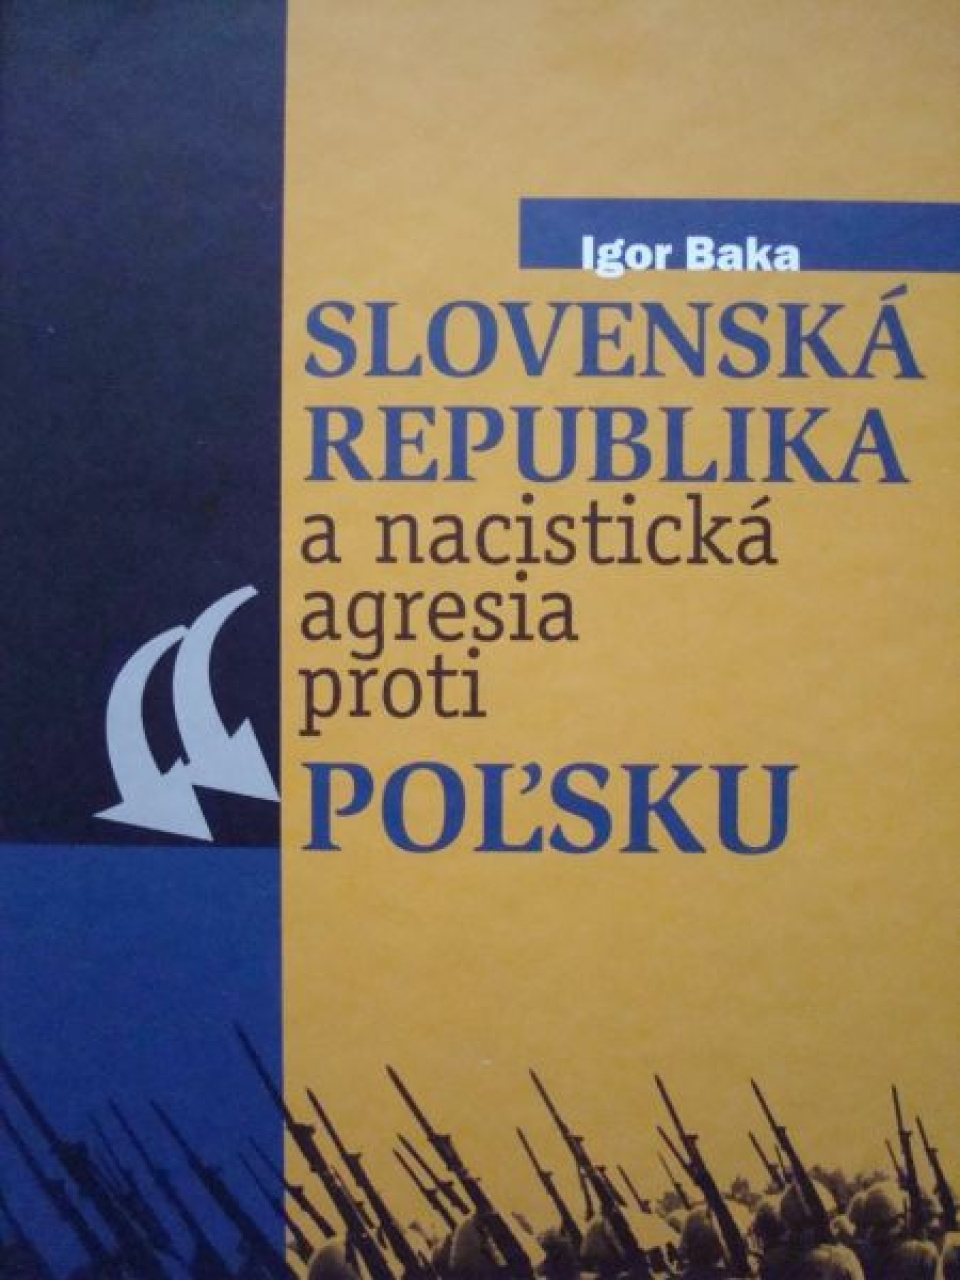 Igor Baka
SLOVENSKÁ
REPUBLIKA
a nacistická
agresia
proti
POĽSKU